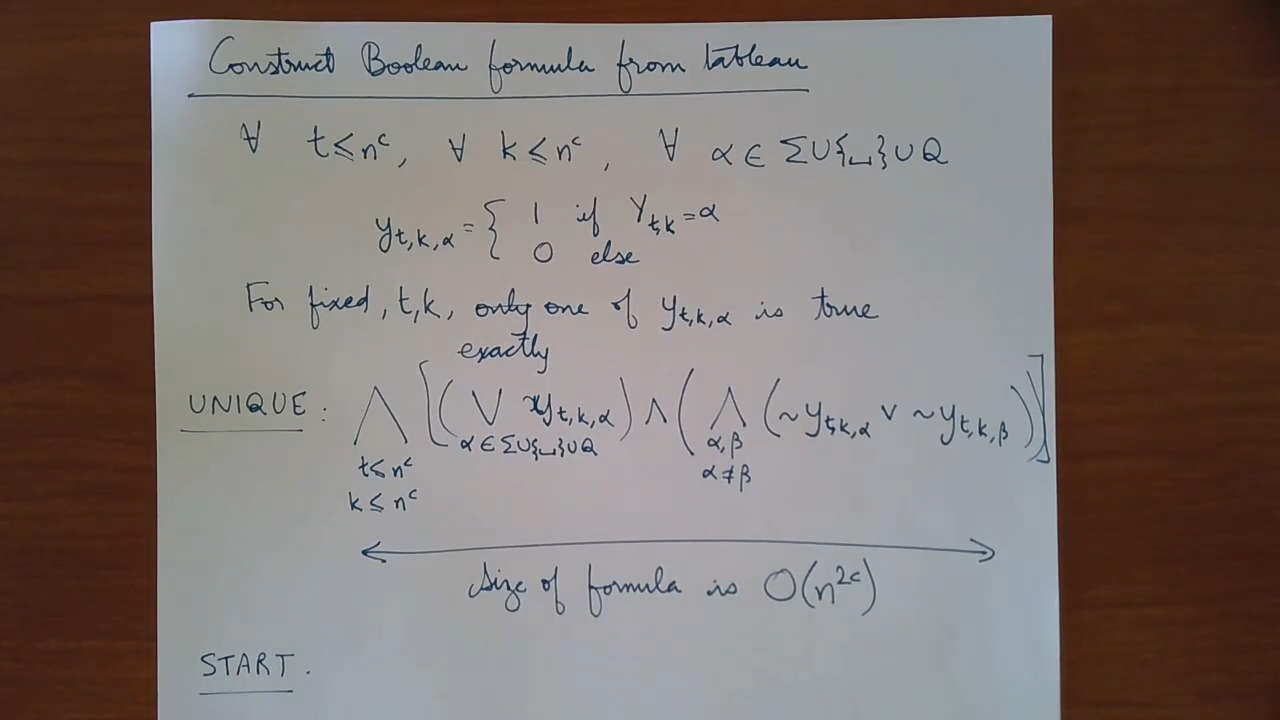 Construct Boolean formula from tableau
∀ t ≤ n^c, ∀ k ≤ n^c, ∀ α ∈ Σ∪{␣}∪Q
y_{t,k,α} = { 1 if Y_{t,k} = α
0 else
For fixed, t,k, only one of y_{t,k,α} is true
exactly
UNIQUE: ⋀ [( ⋁ y_{t,k,α}) ∧ ( ⋀ (~y_{t,k,α} ∨ ~y_{t,k,β}))]
α ∈ Σ∪{␣}∪Q α,β
t ≤ n^c α ≠ β
k ≤ n^c
Size of formula is O(n^{2c})
START.